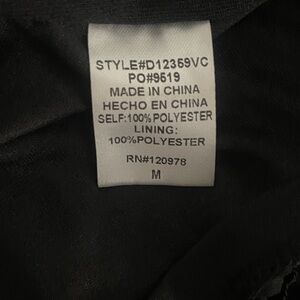 STYLE#D12359VC
PO#9519
MADE IN CHINA
HECHO EN CHINA
SELF:100%POLYESTER
LINING:
100%POLYESTER
RN#120978
M